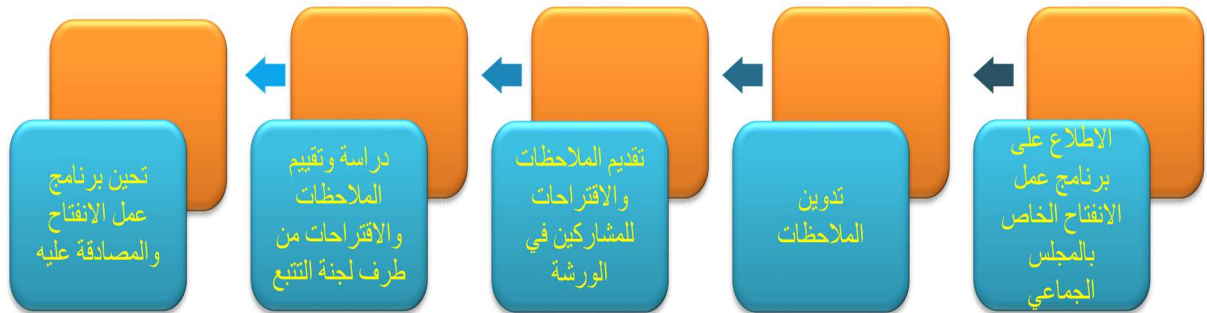 الاطلاع على
برنامج عمل
الانفتاح الخاص
بالمجلس
الجماعي
تدوين
الملاحظات
تقديم الملاحظات
والاقتراحات
للمشاركين في
الورشة
دراسة وتقييم
الملاحظات
والاقتراحات من
طرف لجنة التتبع
تحين برنامج
عمل الانفتاح
والمصادقة عليه